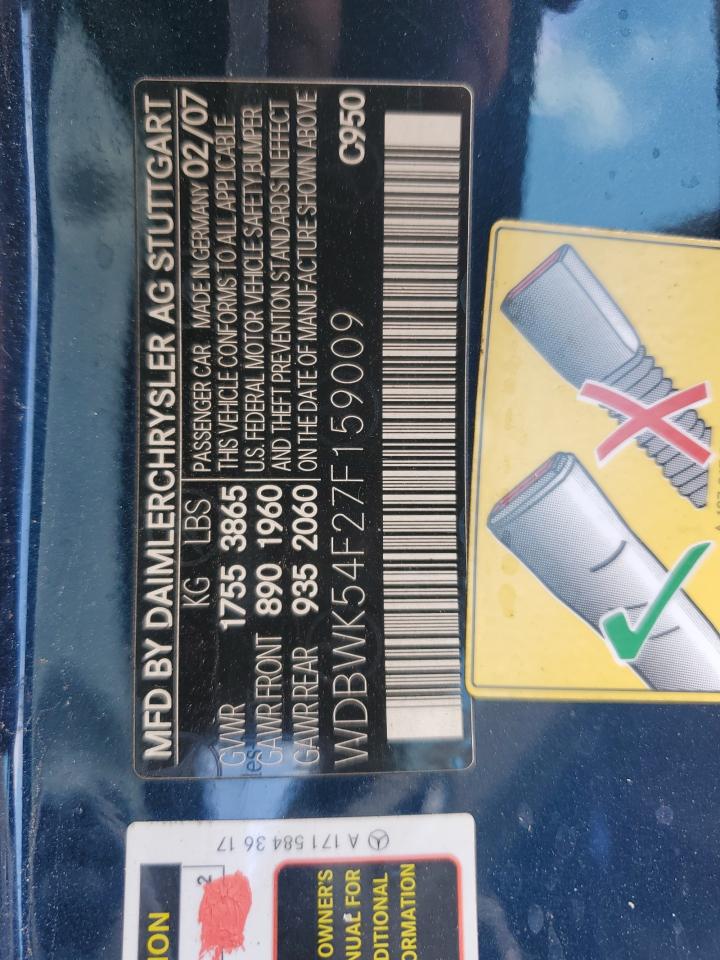 MFD BY DAIMLERCHRYSLER AG STUTTGART
KG LBS
GVWR 1755 3865
GAWR FRONT 890 1960
GAWR REAR 935 2060
PASSENGER CAR MADE IN GERMANY 02/07
THIS VEHICLE CONFORMS TO ALL APPLICABLE
U.S. FEDERAL MOTOR VEHICLE SAFETY, BUMPER
AND THEFT PREVENTION STANDARDS IN EFFECT
ON THE DATE OF MANUFACTURE SHOWN ABOVE
WDBWK54F27F159009 C950
A 171 584 36 17
ION
2
OWNER'S
NUAL FOR
DITIONAL
ORMATION